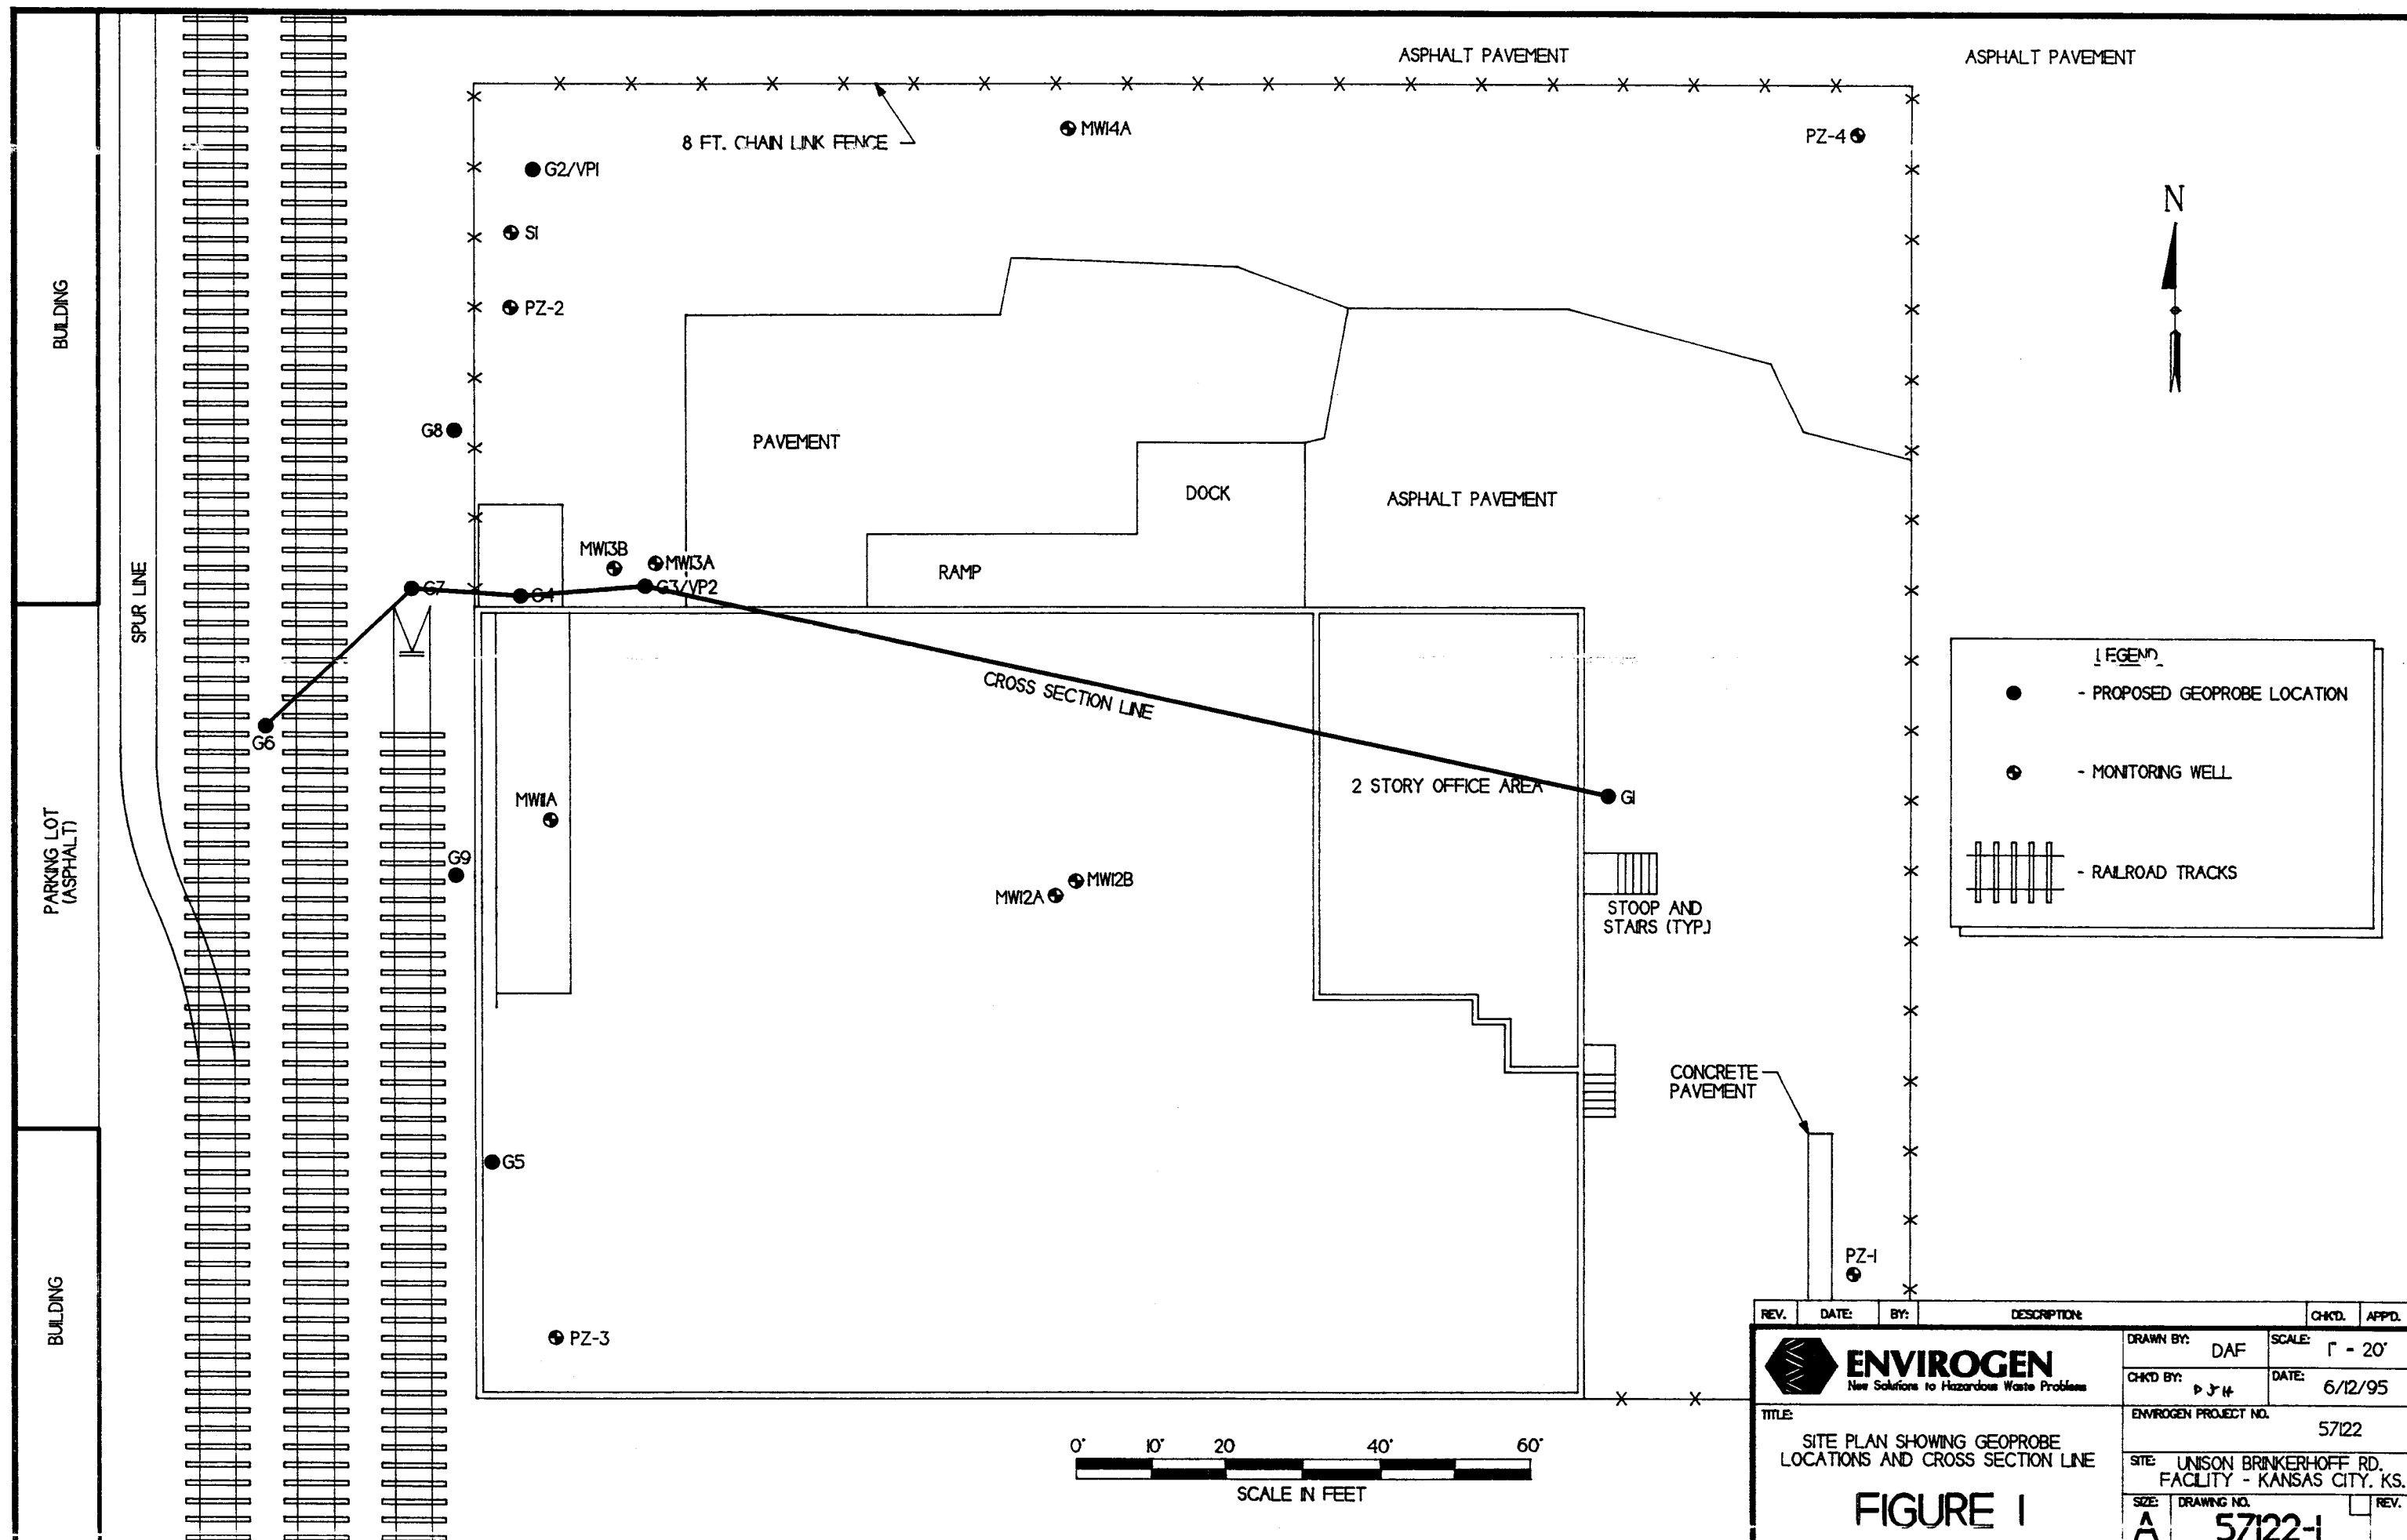 ASPHALT PAVEMENT
ASPHALT PAVEMENT
8 FT. CHAIN LINK FENCE
MW14A
PZ-4
G2/VP1
S1
PZ-2
N
BUILDING
G8
PAVEMENT
DOCK
ASPHALT PAVEMENT
MW13B
MW13A
SPUR LINE
G7
G4
G3/VP2
RAMP
CROSS SECTION LINE
G6
LEGEND
- PROPOSED GEOPROBE LOCATION
- MONITORING WELL
- RAILROAD TRACKS
2 STORY OFFICE AREA
G1
MW11A
PARKING LOT
(ASPHALT)
G9
MW12A
MW12B
STOOP AND
STAIRS (TYP.)
CONCRETE
PAVEMENT
G5
PZ-1
BUILDING
PZ-3
0' 10' 20 40' 60'
SCALE IN FEET
REV. DATE: BY: DESCRIPTION: CHK'D. APP'D.
ENVIROGEN
New Solutions to Hazardous Waste Problems
DRAWN BY: DAF
SCALE: 1" - 20'
CHK'D BY: DJH
DATE: 6/12/95
ENVIROGEN PROJECT NO.
57122
TITLE:
SITE PLAN SHOWING GEOPROBE
LOCATIONS AND CROSS SECTION LINE
FIGURE 1
SITE: UNISON BRINKERHOFF RD.
FACILITY - KANSAS CITY. KS.
SIZE: A
DRAWING NO.
57122-1
REV.